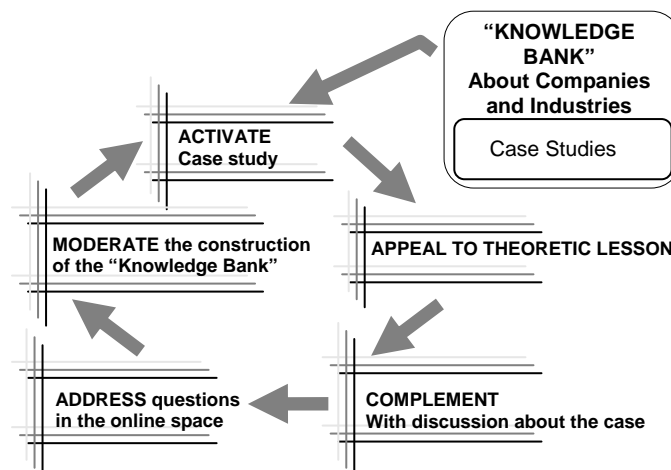 “KNOWLEDGE
BANK”
About Companies
and Industries
Case Studies
ACTIVATE
Case study
APPEAL TO THEORETIC LESSON
COMPLEMENT
With discussion about the case
ADDRESS questions
in the online space
MODERATE the construction
of the “Knowledge Bank”